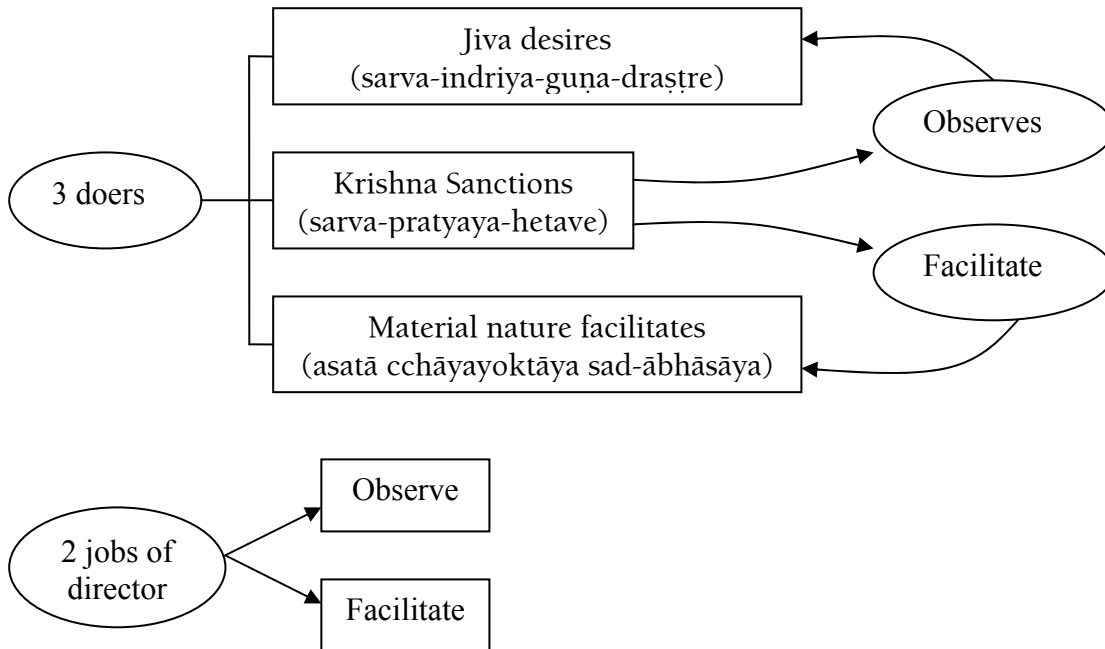 Jiva desires
(sarva-indriya-guṇa-draṣṭre)
Observes
3 doers
Krishna Sanctions
(sarva-pratyaya-hetave)
Facilitate
Material nature facilitates
(asatā cchāyayoktāya sad-ābhāsāya)
Observe
2 jobs of
director
Facilitate